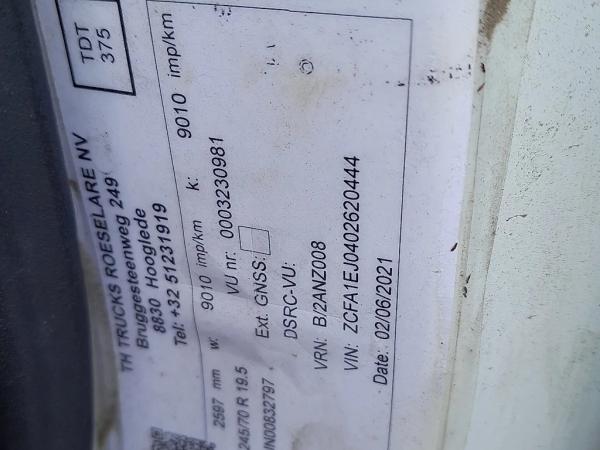 TH TRUCKS ROESELARE NV
Bruggesteenweg 249
8830 Hooglede
Tel: +32 51231919
TDT
375
2597 mm w: 9010 imp/km k: 9010 imp/km
245/70 R 19.5 VU nr: 0003230981
IN00832797 Ext. GNSS:
DSRC-VU:
VRN: B/2ANZ008
VIN: ZCFA1EJ0402620444
Date: 02/06/2021